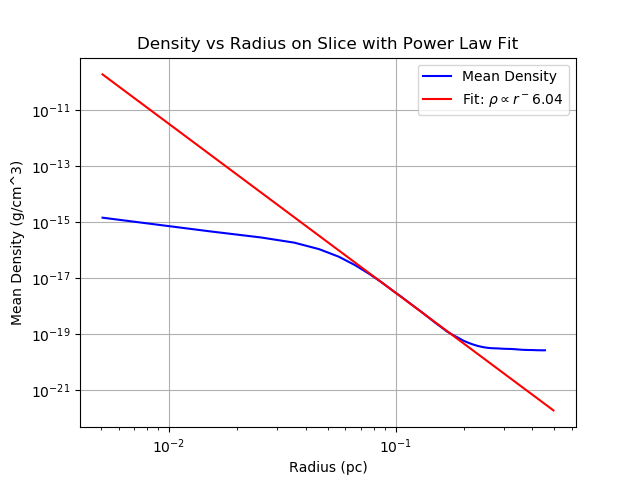 Density vs Radius on Slice with Power Law Fit
Mean Density
Fit: ρ ∝ r⁻6.04
10⁻¹¹
10⁻¹³
10⁻¹⁵
10⁻¹⁷
10⁻¹⁹
10⁻²¹
Mean Density (g/cm^3)
10⁻²
10⁻¹
Radius (pc)